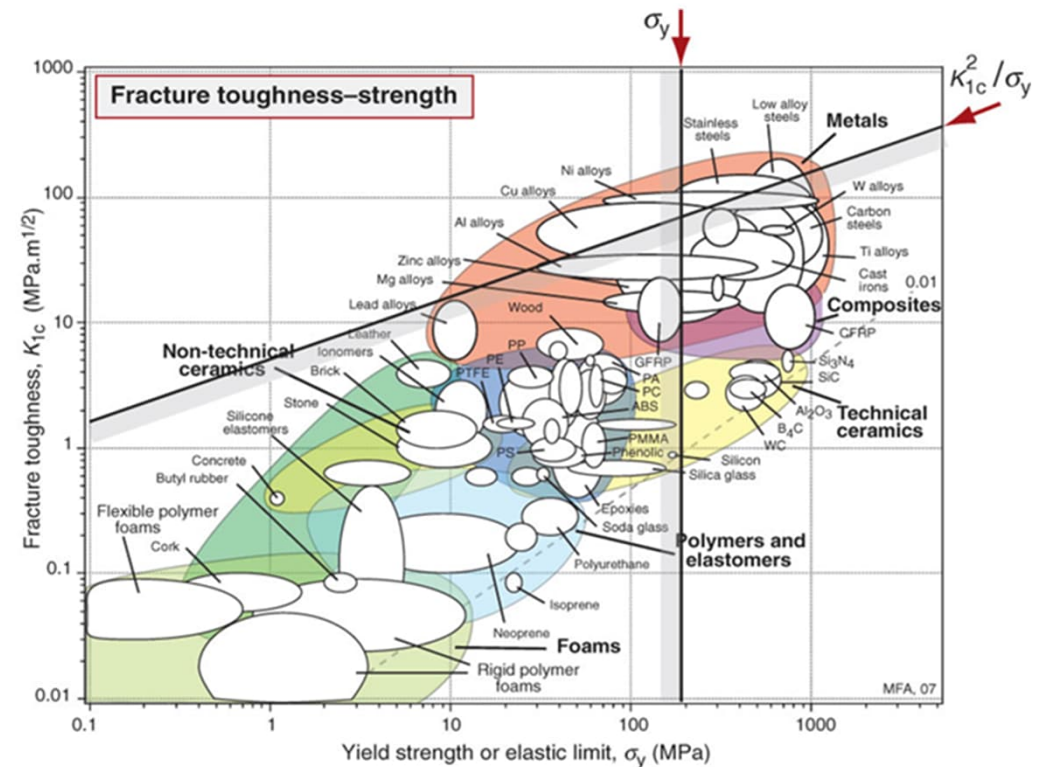 σy
K1c²/σy
1000
Fracture toughness–strength
Low alloy
steels
Stainless
steels
Metals
Ni alloys
W alloys
100
Cu alloys
Carbon
steels
Al alloys
Ti alloys
Zinc alloys
Cast
irons
Mg alloys
0.01
Lead alloys
Wood
Composites
10
CFRP
Leather
Non-technical
ceramics
Ionomers
PP
GFRP
Si3N4
PE
PTFE
Brick
PA
SiC
PC
Stone
ABS
Al2O3
Technical
ceramics
Silicone
elastomers
B4C
1
PMMA
WC
PS
Phenolic
Concrete
Silicon
Butyl rubber
Silica glass
Epoxies
Flexible polymer
foams
Soda glass
Cork
Polymers and
elastomers
Polyurethane
0.1
Isoprene
Neoprene
Foams
Rigid polymer
foams
MFA, 07
0.01
0.1
1
10
100
1000
Yield strength or elastic limit, σy (MPa)
Fracture toughness, K1c (MPa.m1/2)